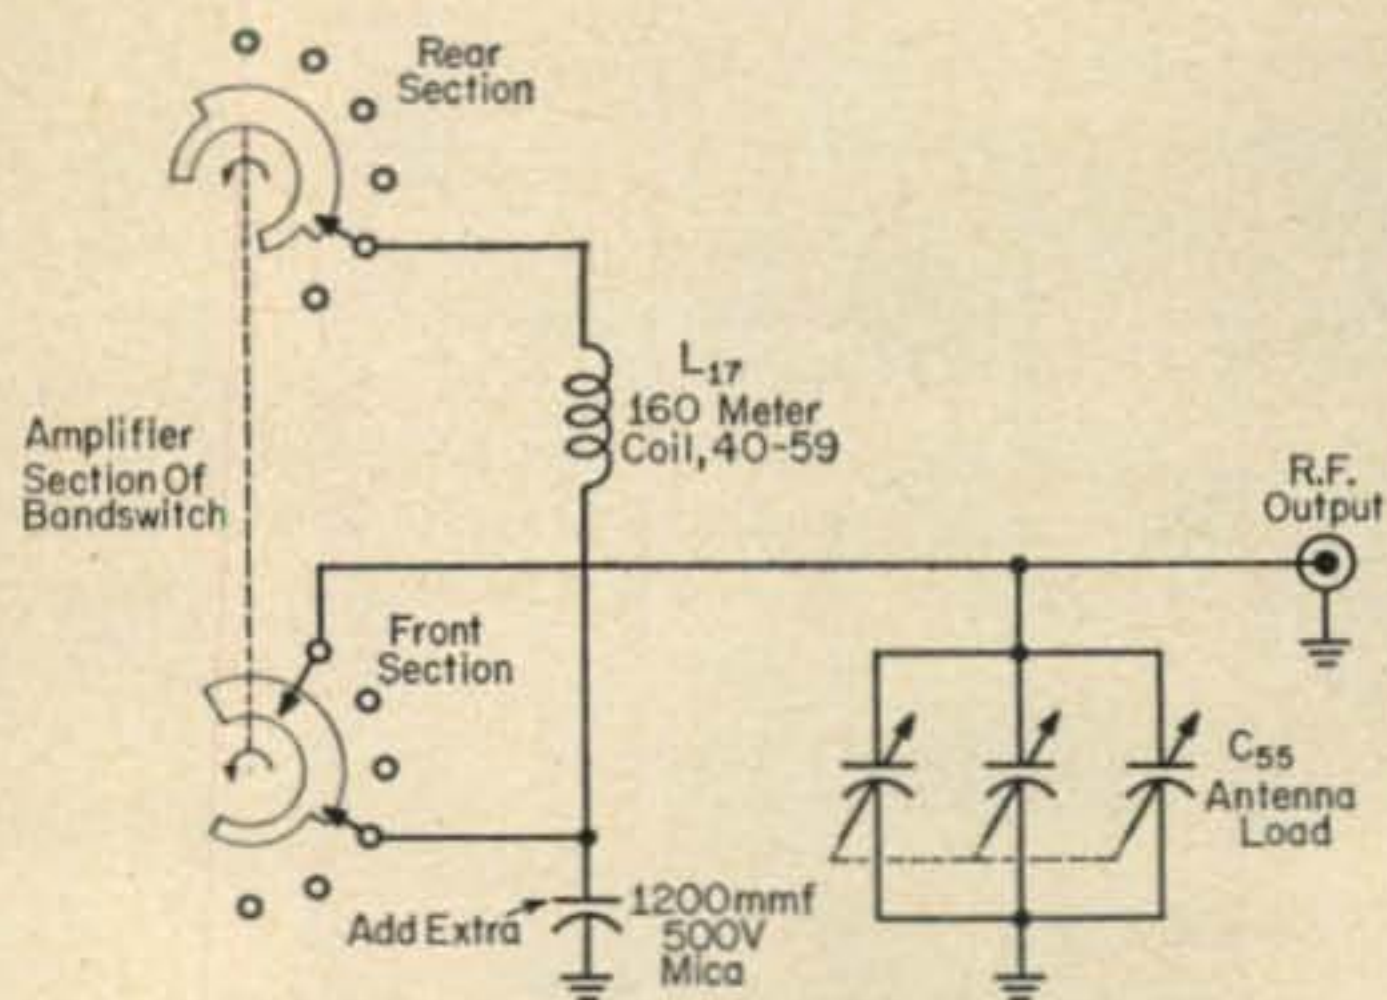 Rear
Section
L17
160 Meter
Coil, 40-59
Amplifier
Section Of
Bandswitch
R.F.
Output
Front
Section
C55
Antenna
Load
Add Extra
1200mmf
500V
Mica